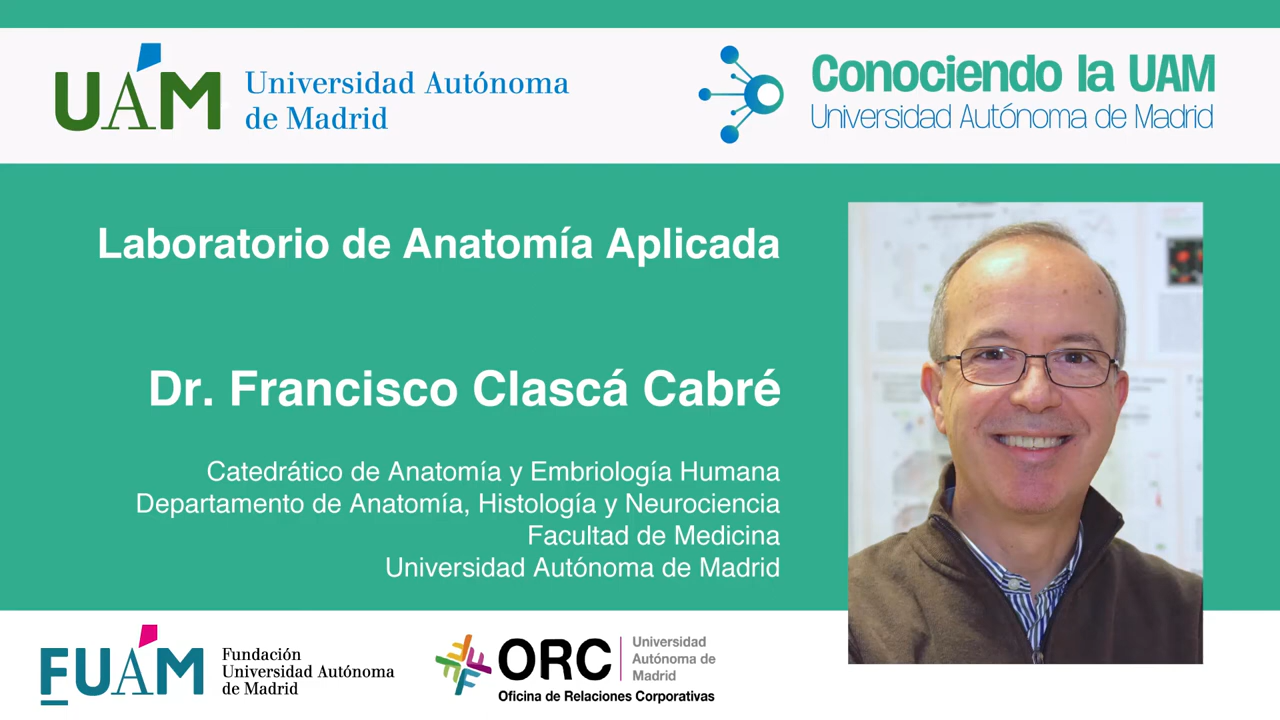 UAM
Universidad Autónoma
de Madrid
Conociendo la UAM
Universidad Autónoma de Madrid
Laboratorio de Anatomía Aplicada
Dr. Francisco Clascá Cabré
Catedrático de Anatomía y Embriología Humana
Departamento de Anatomía, Histología y Neurociencia
Facultad de Medicina
Universidad Autónoma de Madrid
FUAM
Fundación
Universidad Autónoma
de Madrid
ORC
Universidad
Autónoma de
Madrid
Oficina de Relaciones Corporativas